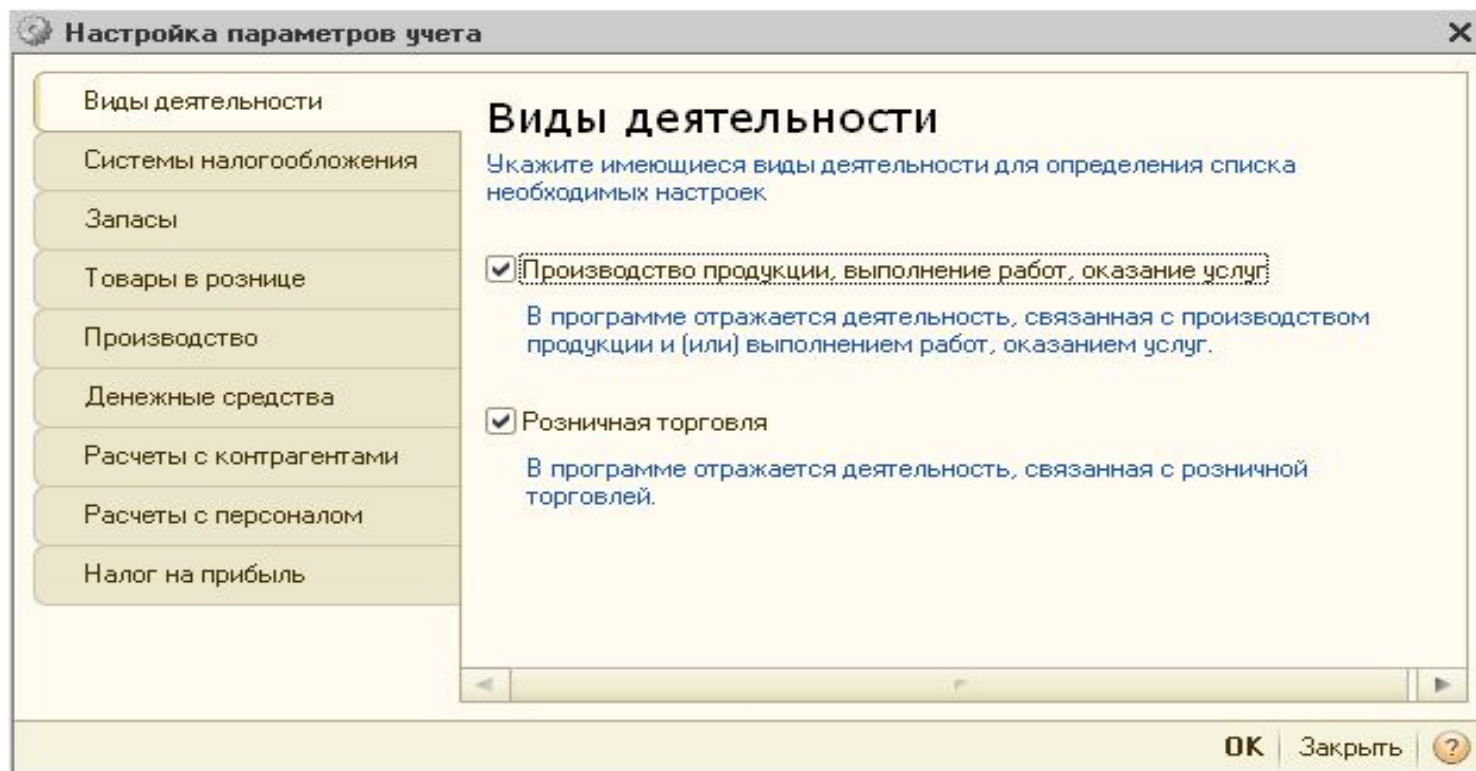 Настройка параметров учета
Виды деятельности
Системы налогообложения
Запасы
Товары в рознице
Производство
Денежные средства
Расчеты с контрагентами
Расчеты с персоналом
Налог на прибыль
Виды деятельности
Укажите имеющиеся виды деятельности для определения списка
необходимых настроек
Производство продукции, выполнение работ, оказание услуг
В программе отражается деятельность, связанная с производством
продукции и (или) выполнением работ, оказанием услуг.
Розничная торговля
В программе отражается деятельность, связанная с розничной
торговлей.
OK Закрыть ?